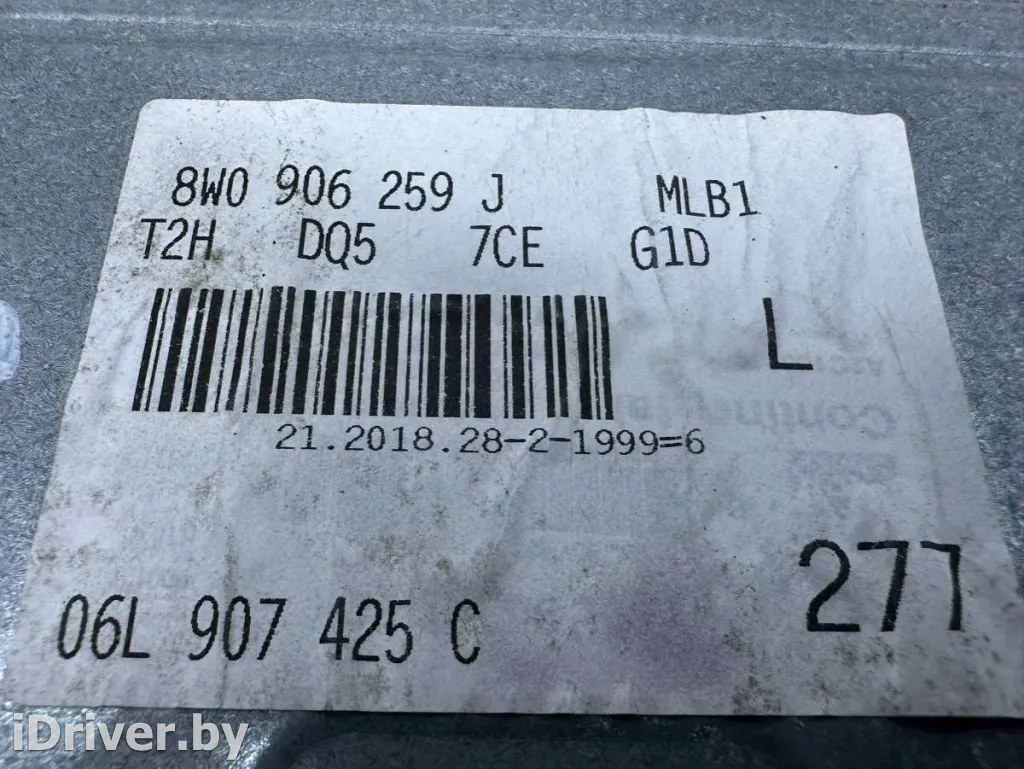 8W0 906 259 J MLB1
T2H DQ5 7CE G1D
L
21.2018.28-2-1999=6
277
06L 907 425 C
iDriver.by